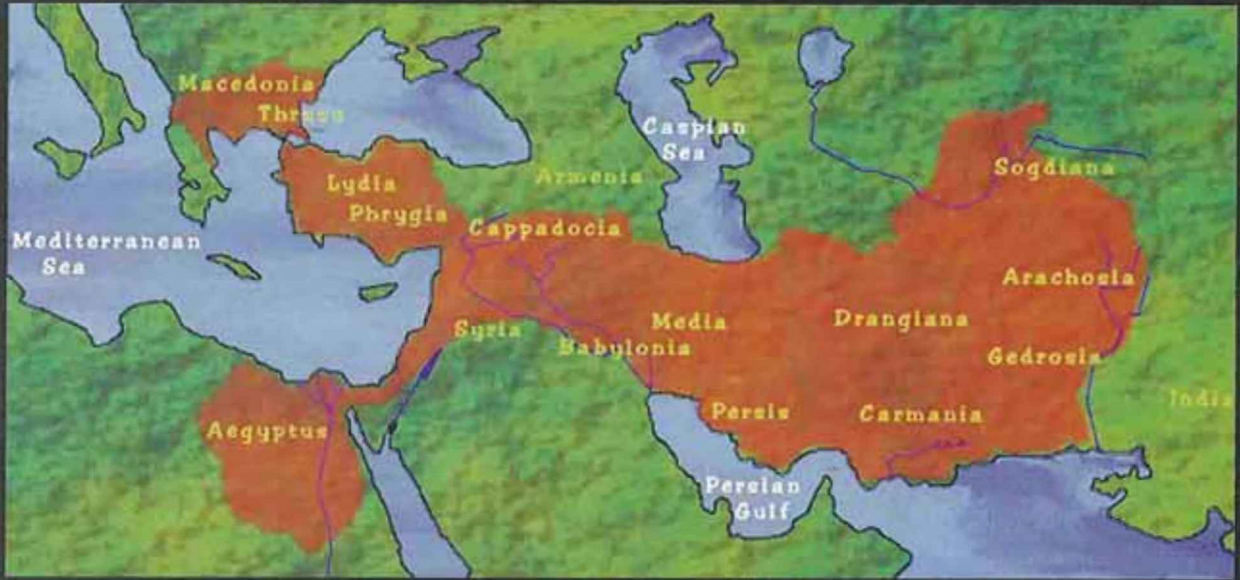 Macedonia
Thrace
Caspian
Sea
Sogdiana
Armenia
Lydia
Phrygia
Cappadocia
Mediterranean
Sea
Arachosia
Syria
Media
Drangiana
Babylonia
Gedrosia
India
Persis
Carmania
Aegyptus
Persian
Gulf